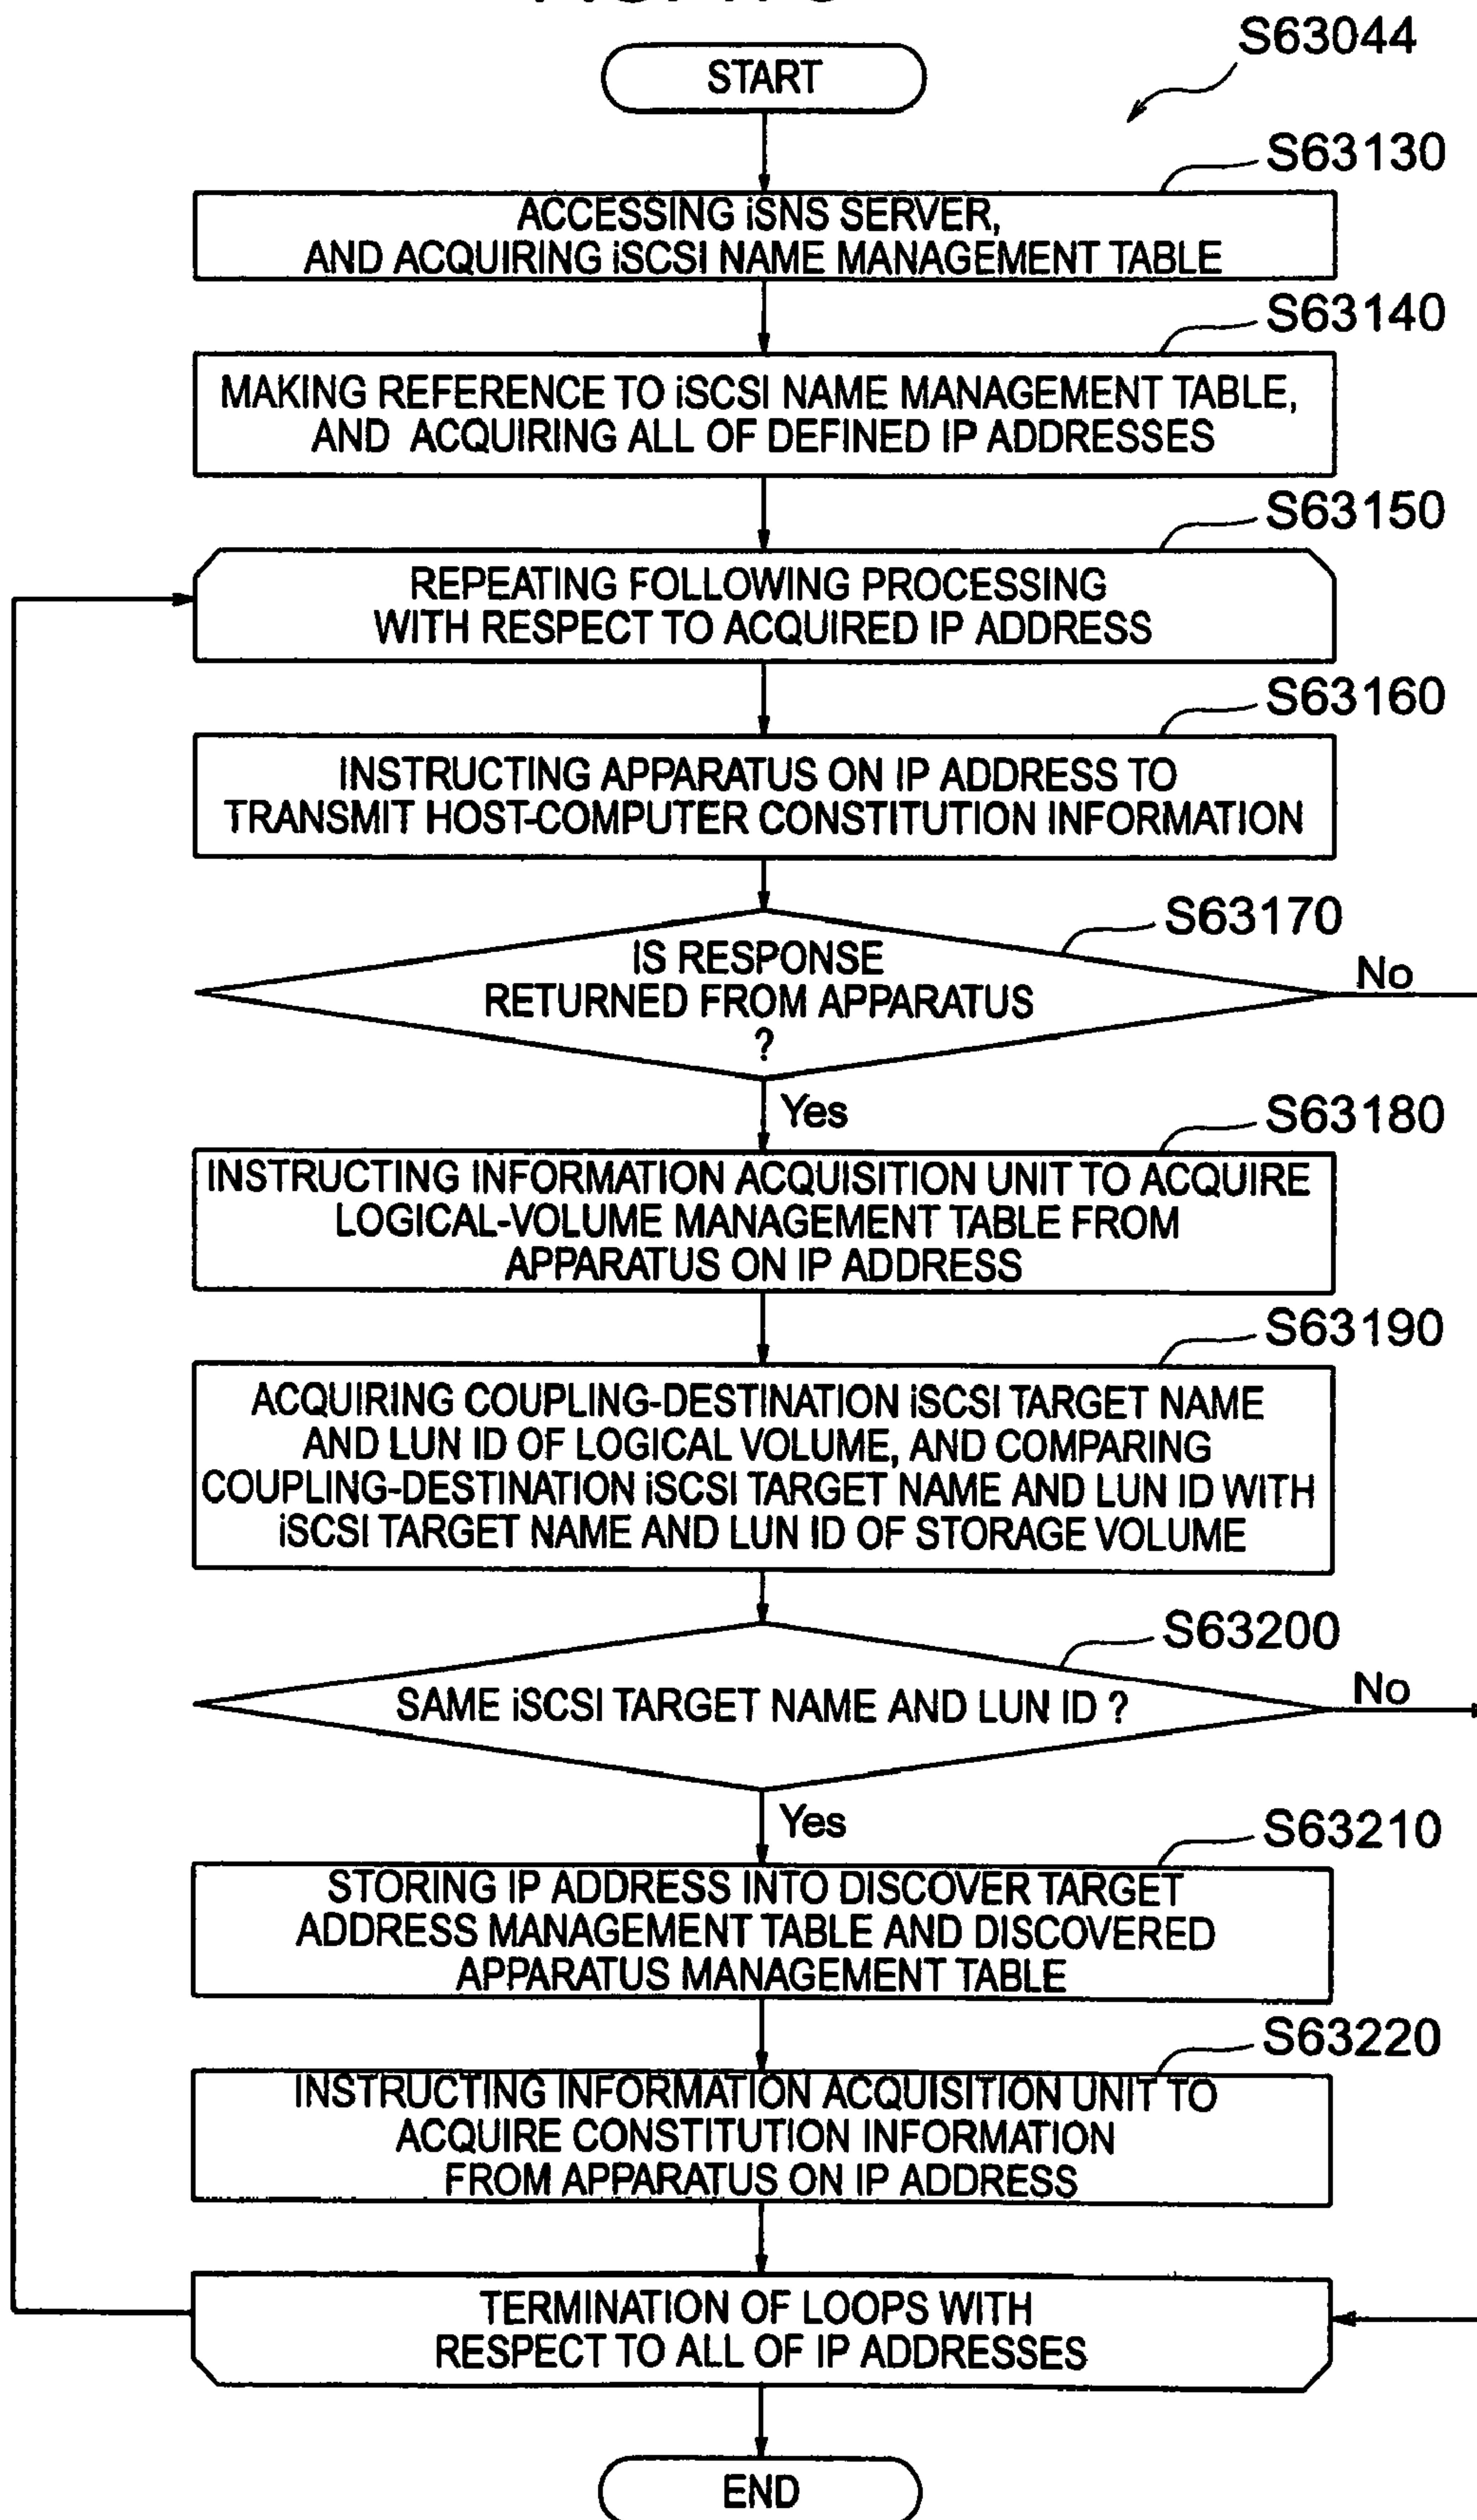 START
S63044
S63130
ACCESSING iSNS SERVER,
AND ACQUIRING iSCSI NAME MANAGEMENT TABLE
S63140
MAKING REFERENCE TO iSCSI NAME MANAGEMENT TABLE,
AND ACQUIRING ALL OF DEFINED IP ADDRESSES
S63150
REPEATING FOLLOWING PROCESSING
WITH RESPECT TO ACQUIRED IP ADDRESS
S63160
INSTRUCTING APPARATUS ON IP ADDRESS TO
TRANSMIT HOST-COMPUTER CONSTITUTION INFORMATION
S63170
IS RESPONSE
RETURNED FROM APPARATUS
?
No
Yes
S63180
INSTRUCTING INFORMATION ACQUISITION UNIT TO ACQUIRE
LOGICAL-VOLUME MANAGEMENT TABLE FROM
APPARATUS ON IP ADDRESS
S63190
ACQUIRING COUPLING-DESTINATION iSCSI TARGET NAME
AND LUN ID OF LOGICAL VOLUME, AND COMPARING
COUPLING-DESTINATION iSCSI TARGET NAME AND LUN ID WITH
iSCSI TARGET NAME AND LUN ID OF STORAGE VOLUME
S63200
SAME iSCSI TARGET NAME AND LUN ID ?
No
Yes
S63210
STORING IP ADDRESS INTO DISCOVER TARGET
ADDRESS MANAGEMENT TABLE AND DISCOVERED
APPARATUS MANAGEMENT TABLE
S63220
INSTRUCTING INFORMATION ACQUISITION UNIT TO
ACQUIRE CONSTITUTION INFORMATION
FROM APPARATUS ON IP ADDRESS
TERMINATION OF LOOPS WITH
RESPECT TO ALL OF IP ADDRESSES
END